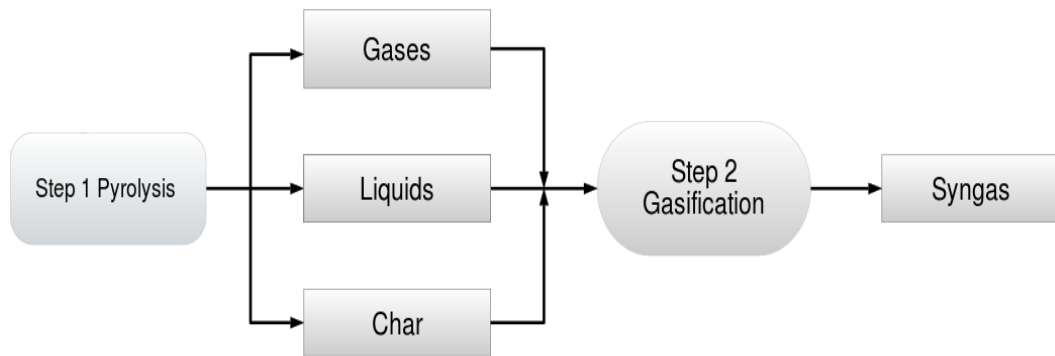 Gases
Step 1 Pyrolysis
Liquids
Char
Step 2
Gasification
Syngas